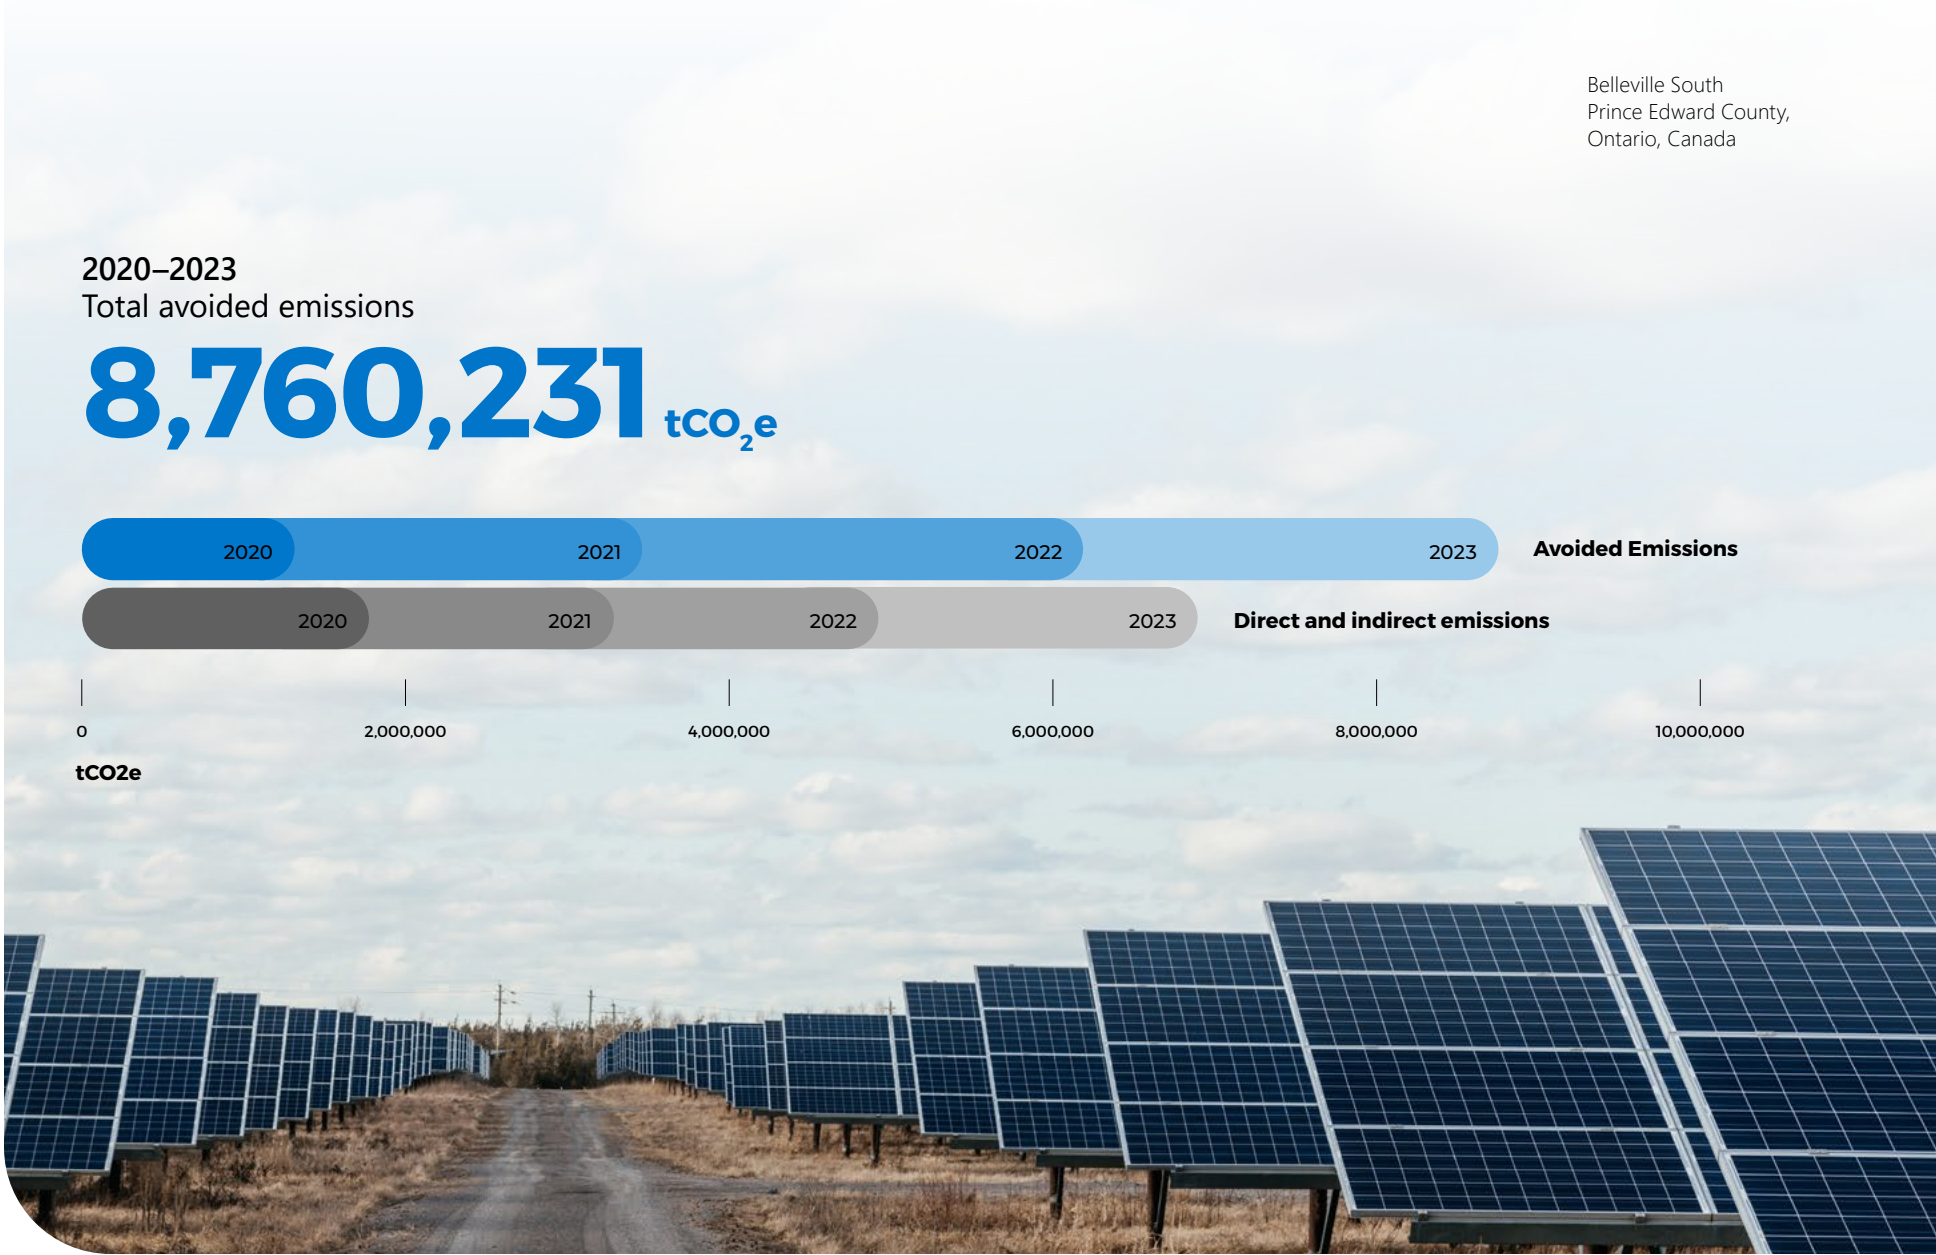 Belleville South
Prince Edward County,
Ontario, Canada
2020–2023
Total avoided emissions
8,760,231 tCO₂e
2020 2021 2022 2023 Avoided Emissions
2020 2021 2022 2023 Direct and indirect emissions
0 2,000,000 4,000,000 6,000,000 8,000,000 10,000,000
tCO2e